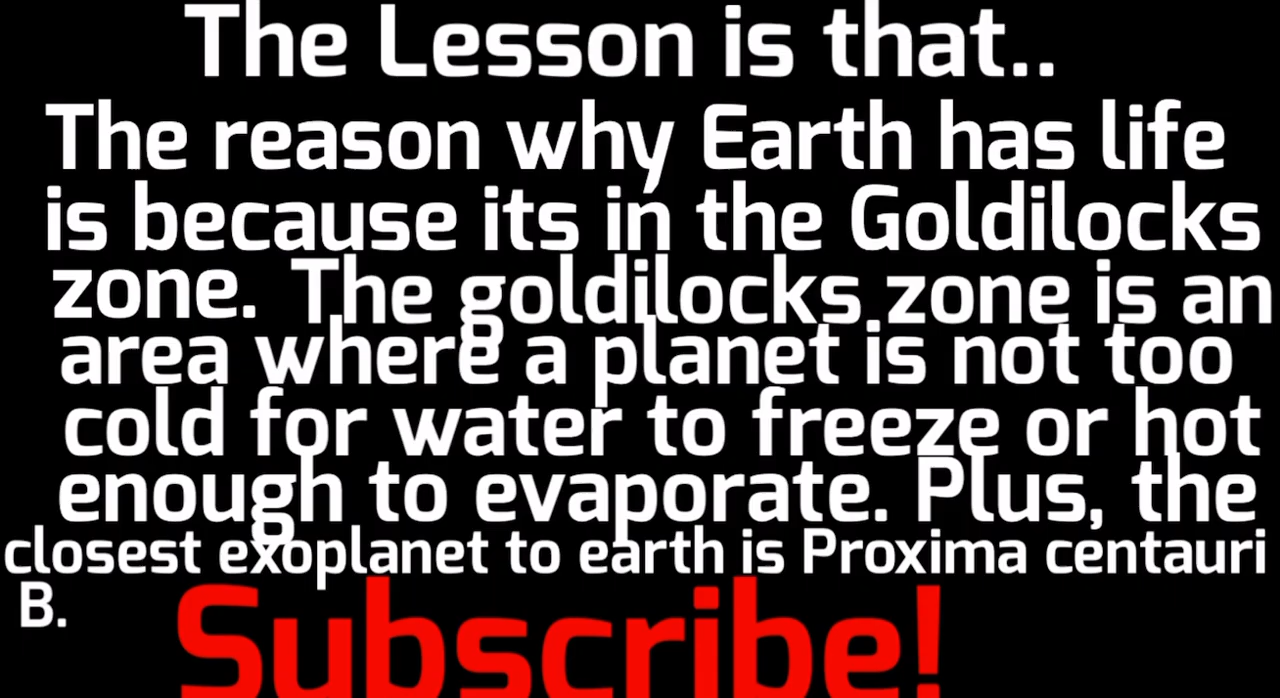 The Lesson is that..
The reason why Earth has life
is because its in the Goldilocks
zone. The goldilocks zone is an
area where a planet is not too
cold for water to freeze or hot
enough to evaporate. Plus, the
closest exoplanet to earth is Proxima centauri
B.
Subscribe!